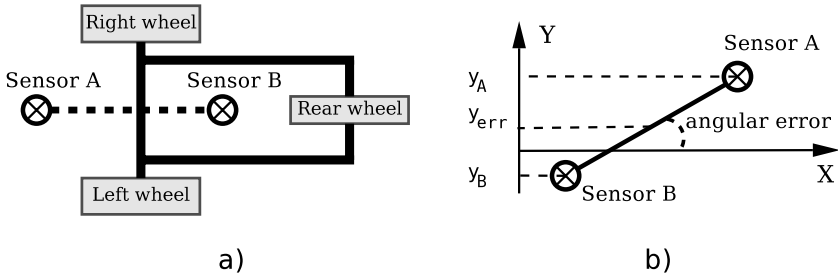 Right wheel
Sensor A
Sensor B
Rear wheel
Left wheel
a)
Y
Sensor A
yA
yerr
angular error
X
yB
Sensor B
b)